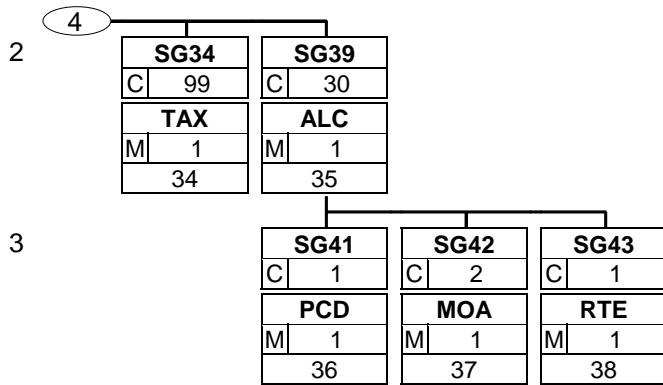 4
2
SG34 SG39
C 99 C 30
TAX ALC
M 1 M 1
34 35
3
SG41 SG42 SG43
C 1 C 2 C 1
PCD MOA RTE
M 1 M 1 M 1
36 37 38